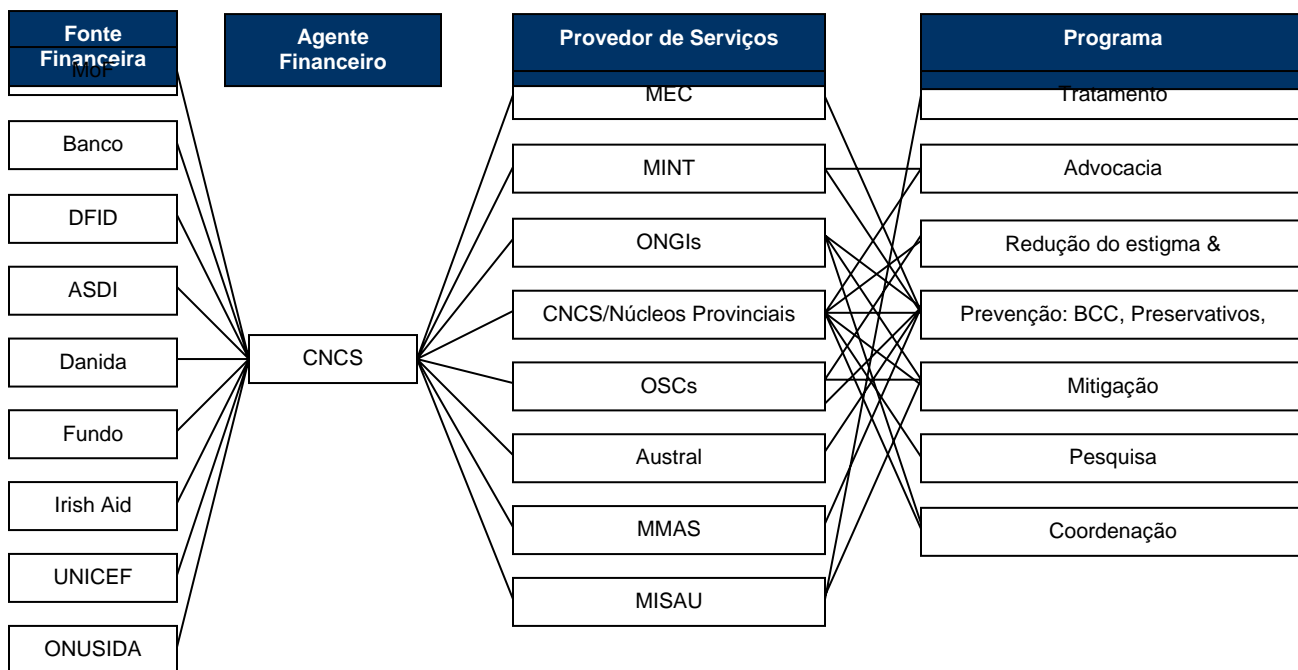 Fonte
Financeira
Agente
Financeiro
Provedor de Serviços
Programa
MoF
Banco
DFID
ASDI
Danida
Fundo
Irish Aid
UNICEF
ONUSIDA
CNCS
MEC
MINT
ONGIs
CNCS/Núcleos Provinciais
OSCs
Austral
MMAS
MISAU
Tratamento
Advocacia
Redução do estigma &
Prevenção: BCC, Preservativos,
Mitigação
Pesquisa
Coordenação